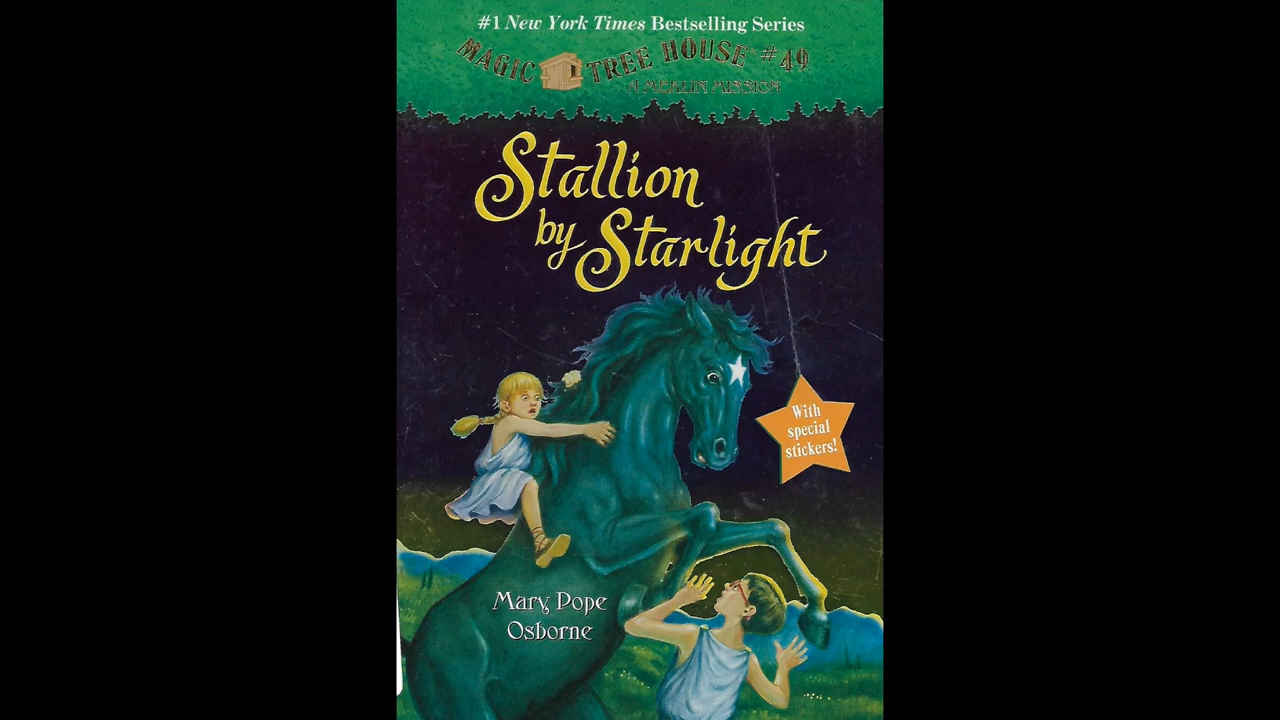 #1 New York Times Bestselling Series
MAGIC TREE HOUSE #49
A MERLIN MISSION
Stallion
by Starlight
With
special
stickers!
Mary Pope
Osborne